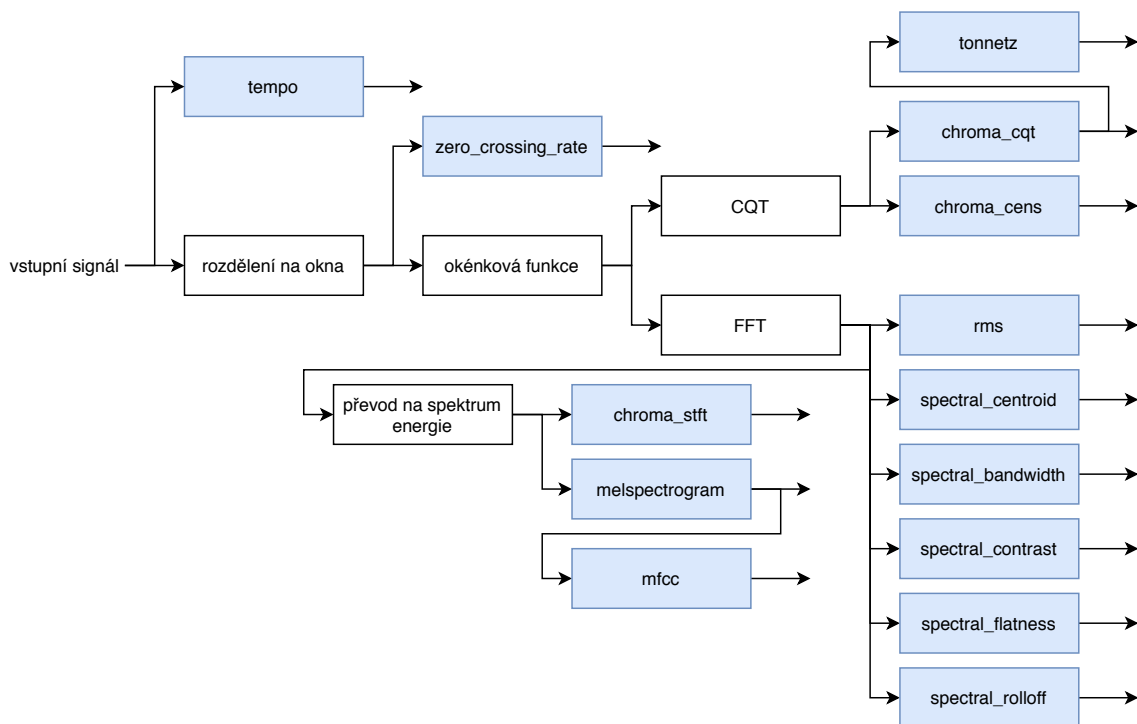 tonnetz
tempo
chroma_cqt
zero_crossing_rate
CQT
chroma_cens
vstupní signál
rozdělení na okna
okénková funkce
FFT
rms
převod na spektrum
energie
chroma_stft
spectral_centroid
melspectrogram
spectral_bandwidth
mfcc
spectral_contrast
spectral_flatness
spectral_rolloff